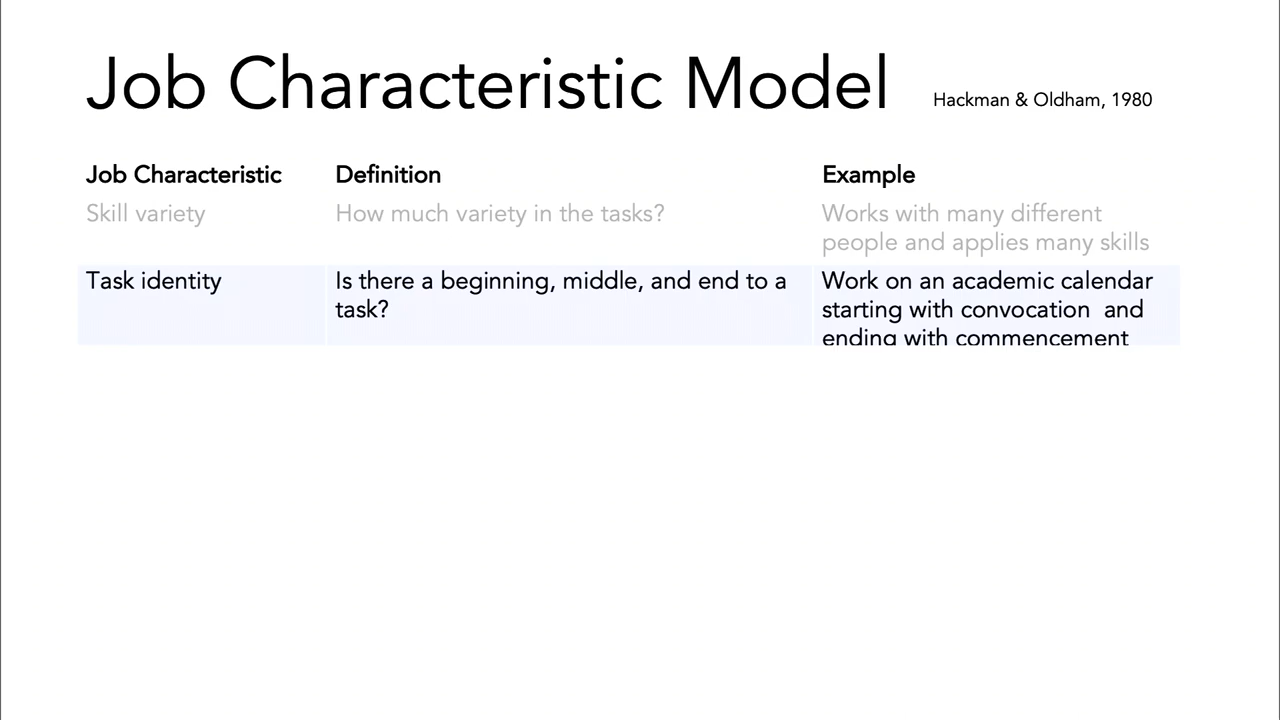 Job Characteristic Model Hackman & Oldham, 1980
Job Characteristic Definition Example
Skill variety How much variety in the tasks? Works with many different
people and applies many skills
Task identity Is there a beginning, middle, and end to a Work on an academic calendar
task? starting with convocation  and
ending with commencement